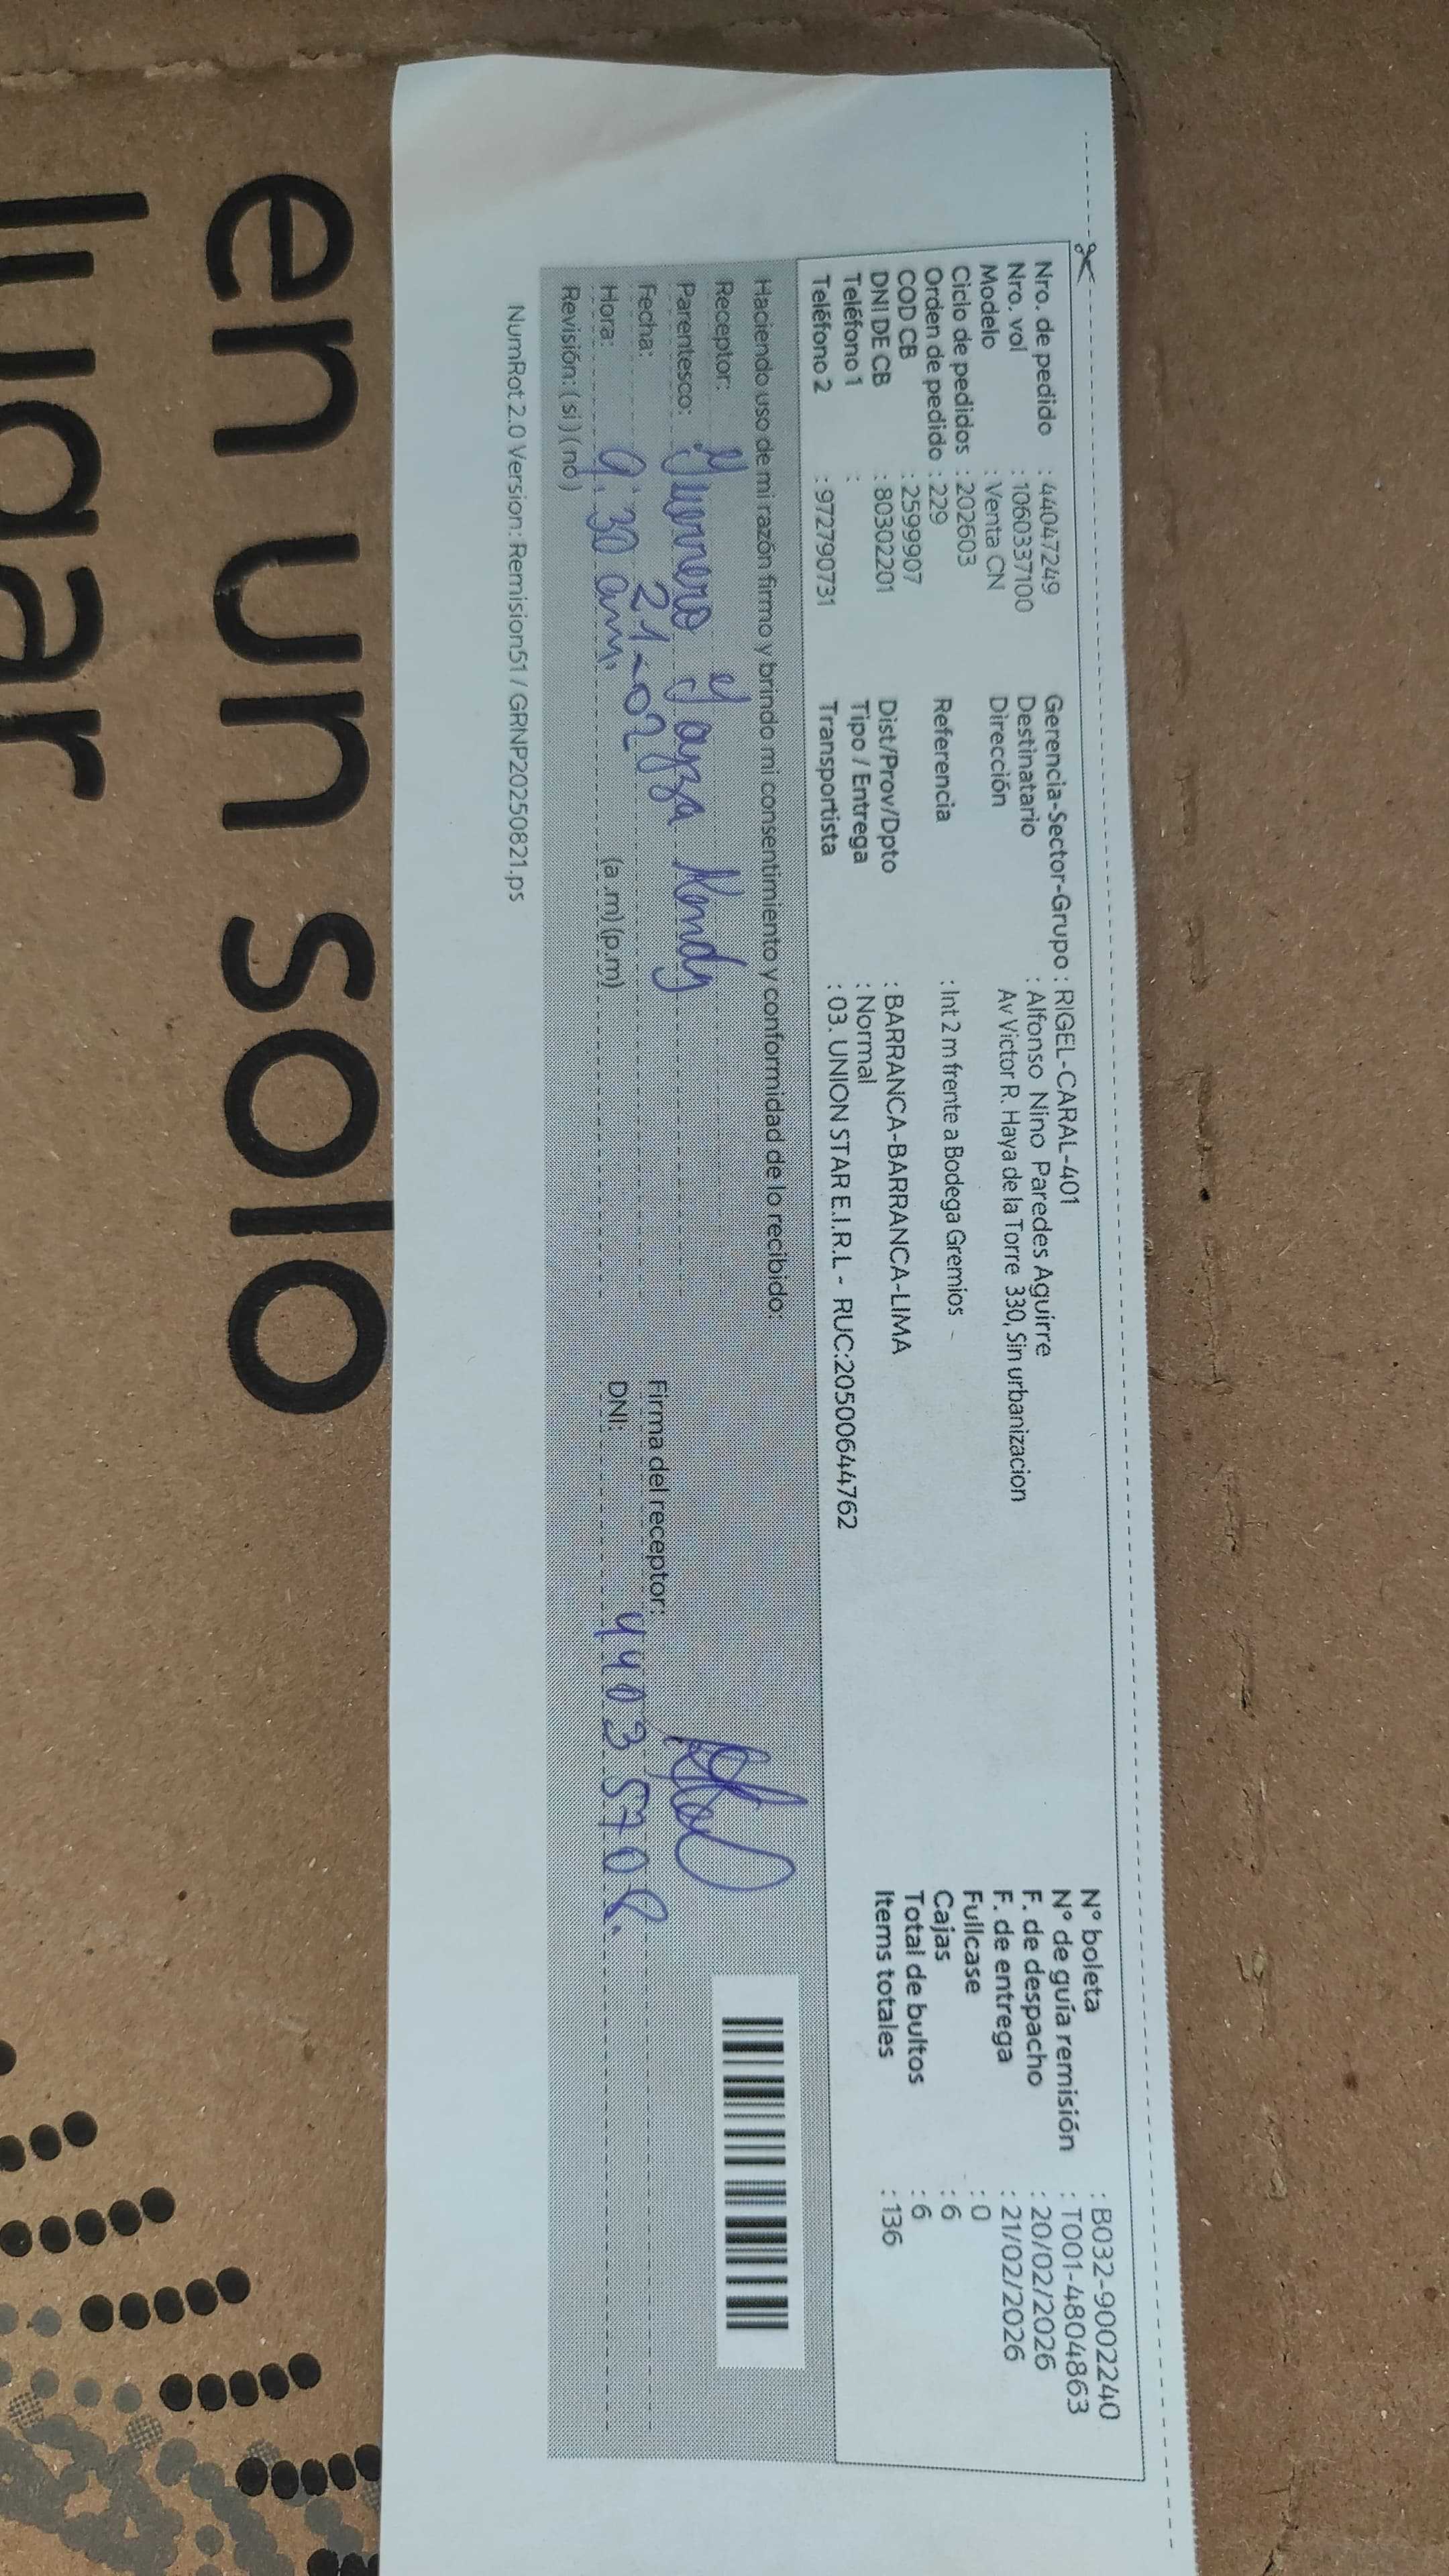 Nro. de pedido : 44047249
Nro. vol : 1060337100
Modelo : Venta CN
Ciclo de pedidos : 202603
Orden de pedido : 229
COD CB : 2599907
DNI DE CB : 80302201
Teléfono 1 :
Teléfono 2 : 972790731
Gerencia-Sector-Grupo : RIGEL-CARAL-401
Destinatario : Alfonso Nino Paredes Aguirre
Dirección Av Victor R. Haya de la Torre 330, Sin urbanizacion
Referencia : Int 2 m frente a Bodega Gremios -
Dist/Prov/Dpto : BARRANCA-BARRANCA-LIMA
Tipo / Entrega : Normal
Transportista : 03. UNION STAR E.I.R.L - RUC:20500644762
N° boleta : B032-9002240
N° de guía remisión : T001-4804863
F. de despacho : 20/02/2026
F. de entrega : 21/02/2026
Fullcase : 0
Cajas : 6
Total de bultos : 6
Items totales : 136
Haciendo uso de mi razón firmo y brindo mi consentimiento y conformidad de lo recibido:
Receptor:
Parentesco:
Fecha: 21-02
Hora: 9:30 am. (a.m)(p.m)
Revisión: (si)(no)
Firma del receptor:
DNI: 44035708.
NumRot 2.0 Version: Remision51 / GRNP20250821.ps
en un solo
lugar